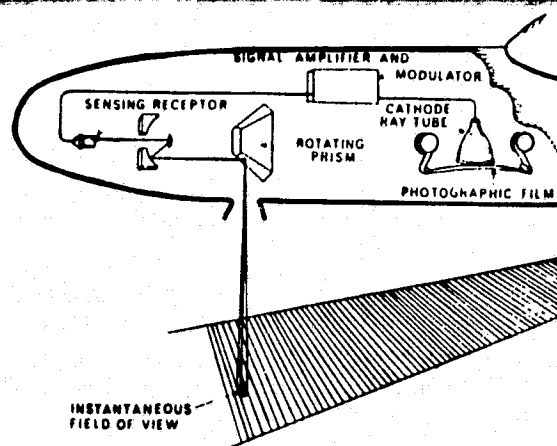 SIGNAL AMPLIFIER AND
MODULATOR
SENSING RECEPTOR
CATHODE
RAY TUBE
ROTATING
PRISM
PHOTOGRAPHIC FILM
INSTANTANEOUS
FIELD OF VIEW